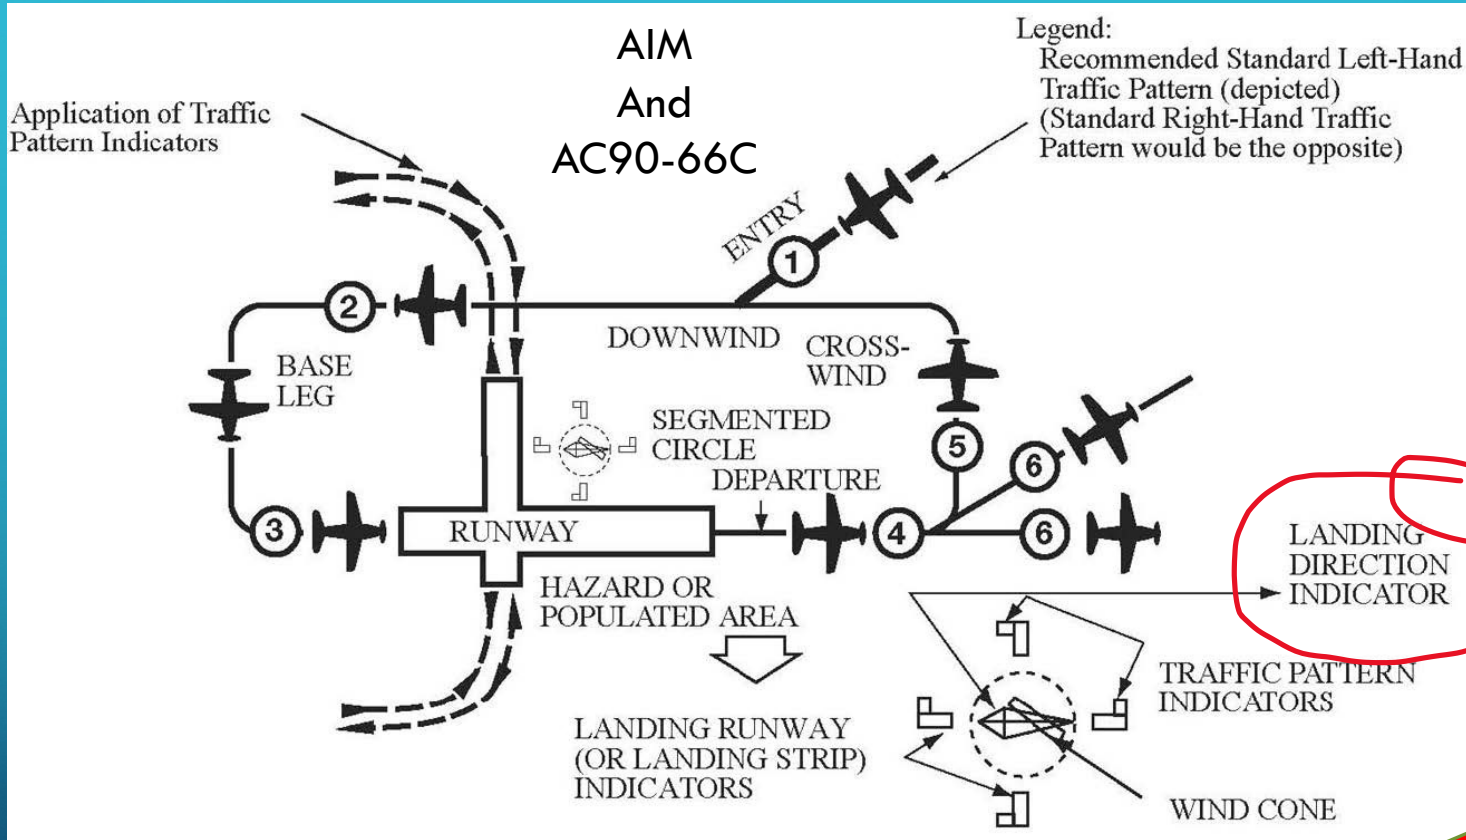 AIM
And
AC90-66C
Legend:
Recommended Standard Left-Hand
Traffic Pattern (depicted)
(Standard Right-Hand Traffic
Pattern would be the opposite)
Application of Traffic
Pattern Indicators
ENTRY
1
2
DOWNWIND
CROSS-
WIND
BASE
LEG
SEGMENTED
CIRCLE
DEPARTURE
5
6
3
RUNWAY
4
6
LANDING
DIRECTION
INDICATOR
HAZARD OR
POPULATED AREA
TRAFFIC PATTERN
INDICATORS
LANDING RUNWAY
(OR LANDING STRIP)
INDICATORS
WIND CONE